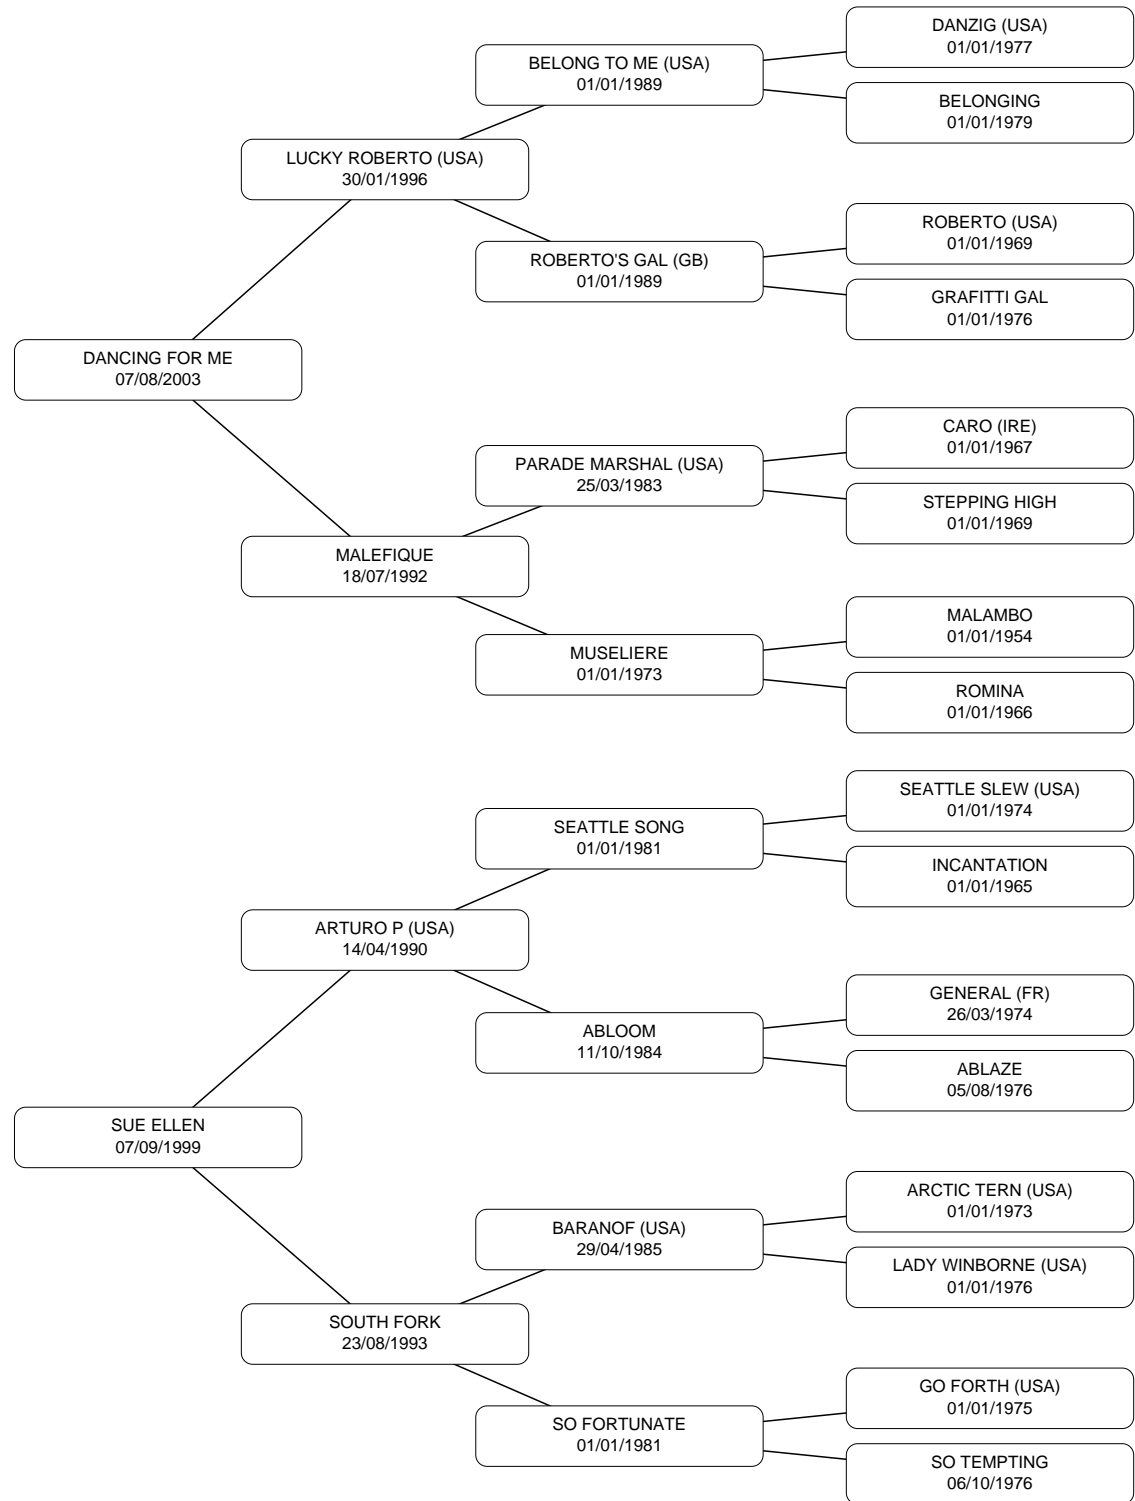 DANZIG (USA)
01/01/1977
BELONG TO ME (USA)
01/01/1989
BELONGING
01/01/1979
LUCKY ROBERTO (USA)
30/01/1996
ROBERTO (USA)
01/01/1969
ROBERTO'S GAL (GB)
01/01/1989
GRAFITTI GAL
01/01/1976
DANCING FOR ME
07/08/2003
CARO (IRE)
01/01/1967
PARADE MARSHAL (USA)
25/03/1983
STEPPING HIGH
01/01/1969
MALEFIQUE
18/07/1992
MALAMBO
01/01/1954
MUSELIERE
01/01/1973
ROMINA
01/01/1966
SEATTLE SLEW (USA)
01/01/1974
SEATTLE SONG
01/01/1981
INCANTATION
01/01/1965
ARTURO P (USA)
14/04/1990
GENERAL (FR)
26/03/1974
ABLOOM
11/10/1984
ABLAZE
05/08/1976
SUE ELLEN
07/09/1999
ARCTIC TERN (USA)
01/01/1973
BARANOF (USA)
29/04/1985
LADY WINBORNE (USA)
01/01/1976
SOUTH FORK
23/08/1993
GO FORTH (USA)
01/01/1975
SO FORTUNATE
01/01/1981
SO TEMPTING
06/10/1976